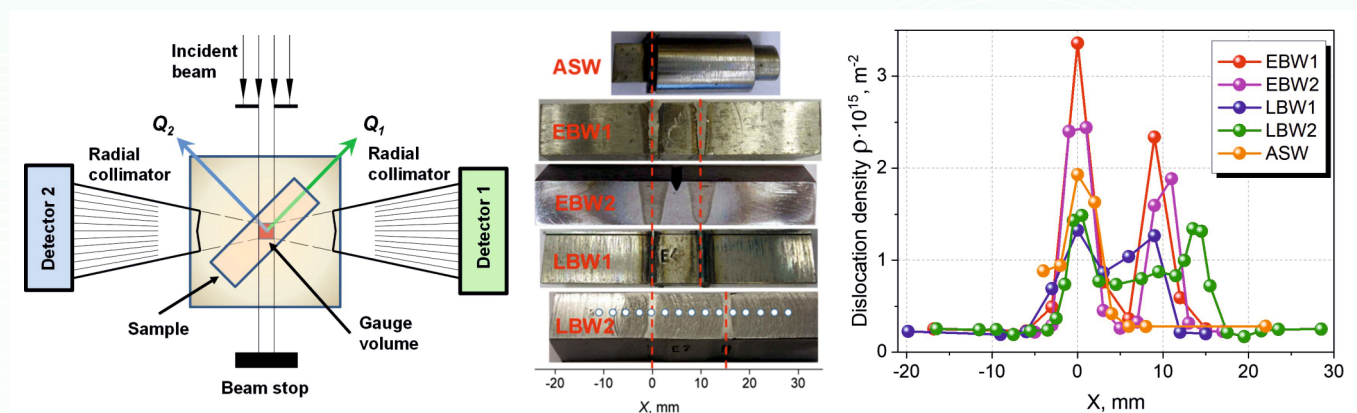 Incident
beam
Q2
Q1
Radial
collimator
Radial
collimator
Detector 2
Detector 1
Sample
Gauge
volume
Beam stop
ASW
EBW1
EBW2
LBW1
LBW2
E4
E7
-20 -10 0 10 20 30
X, mm
Dislocation density ρ·10¹⁵, m⁻²
3
2
1
0
EBW1
EBW2
LBW1
LBW2
ASW
-20 -10 0 10 20 30
X, mm